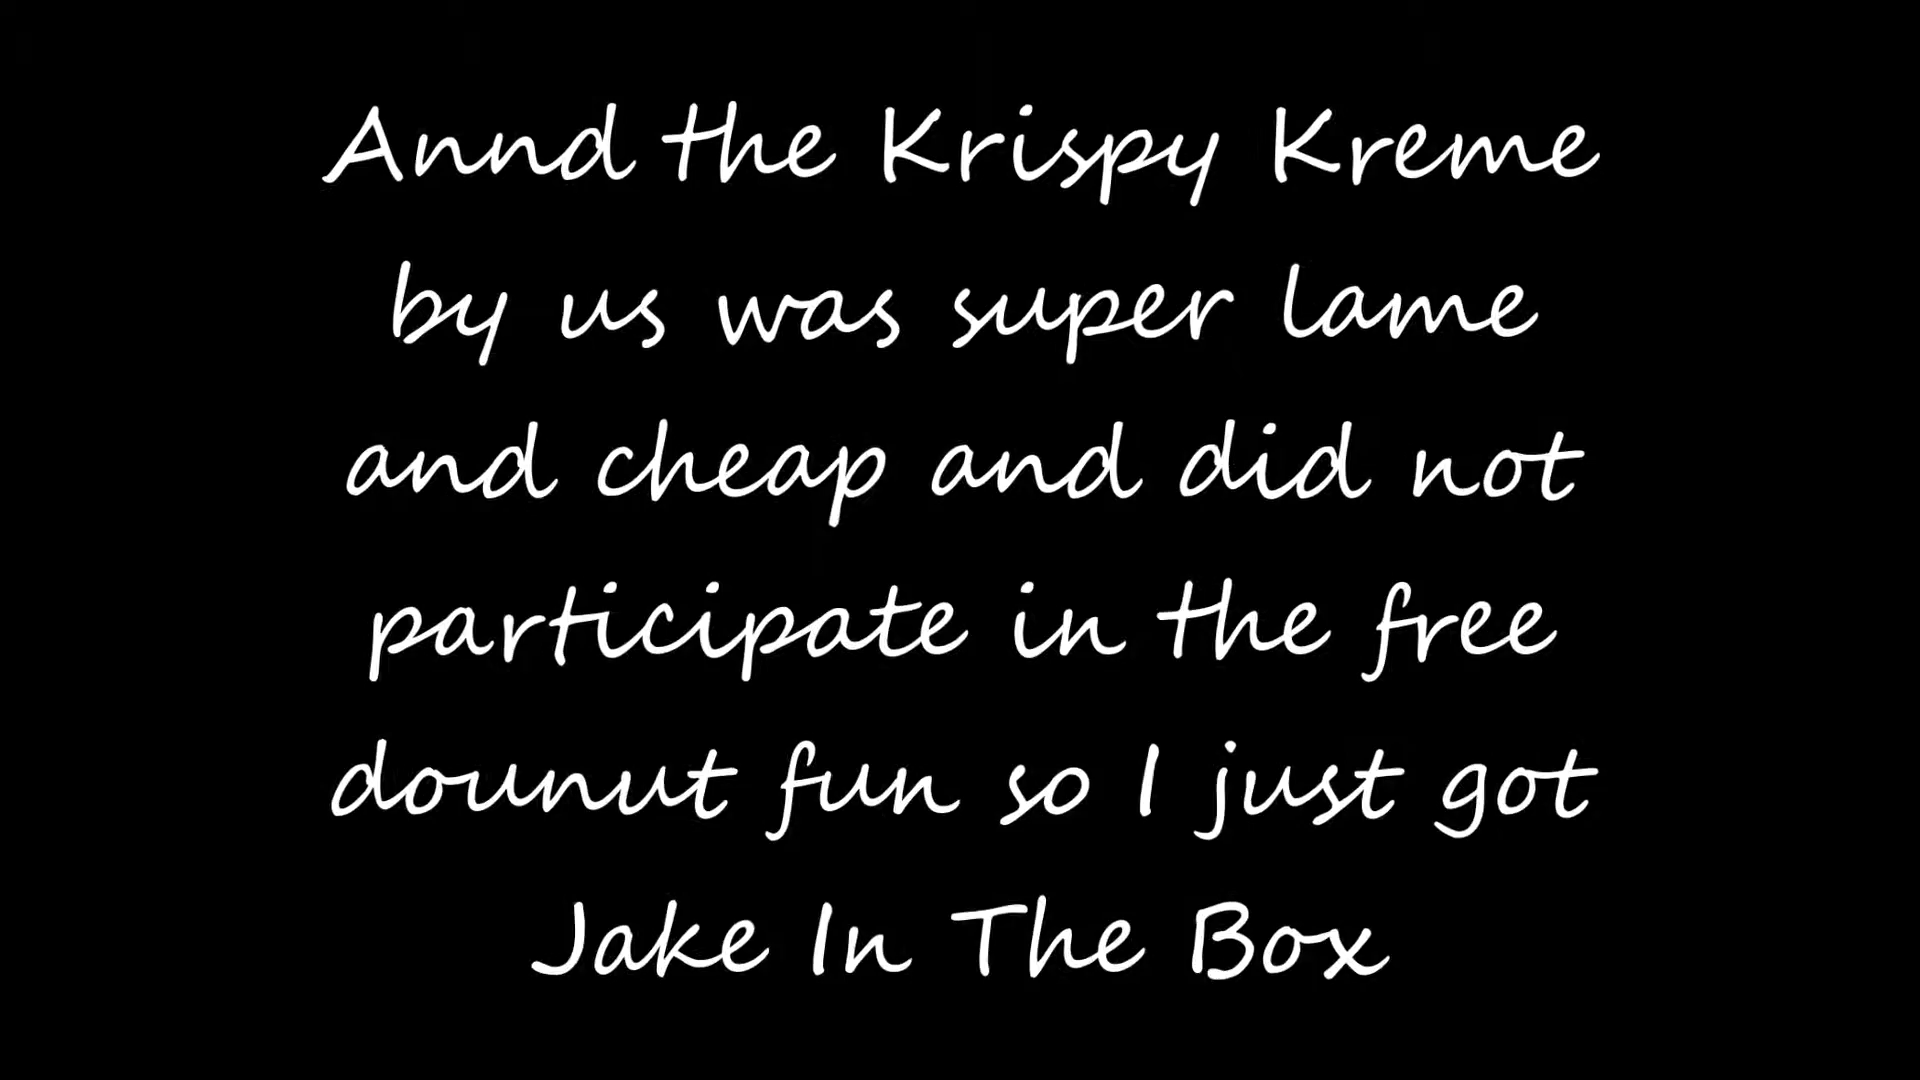 Annd the Krispy Kreme
by us was super lame
and cheap and did not
participate in the free
dounut fun so I just got
Jake In The Box